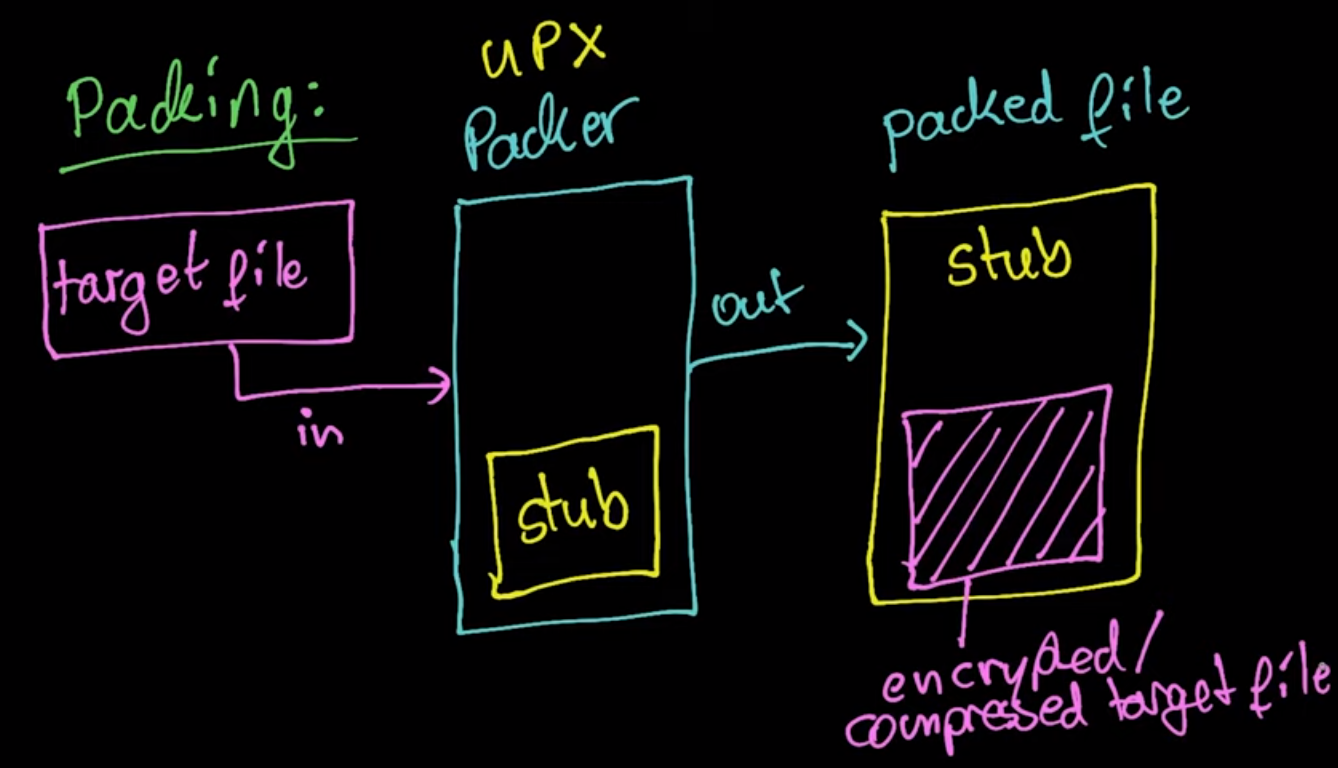 Packing:
UPX
Packer
packed file
target file
in
stub
out
stub
encrypted/
compressed target file